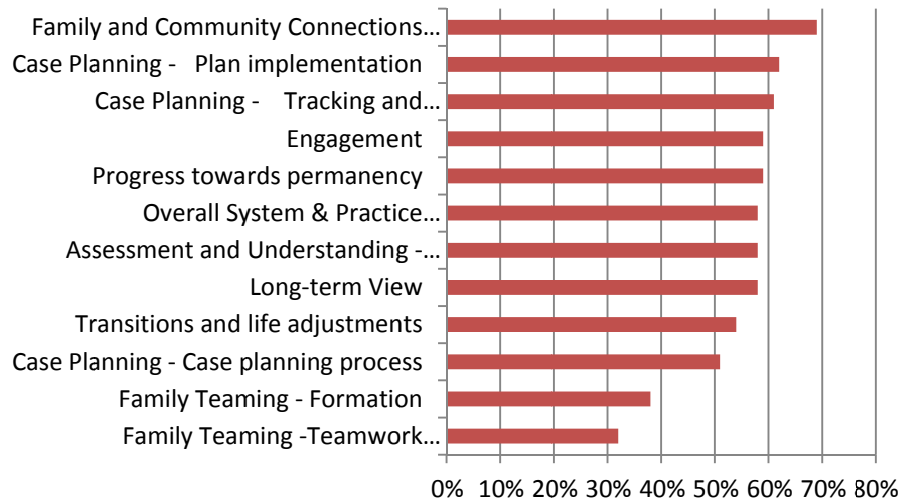 Family and Community Connections...
Case Planning - Plan implementation
Case Planning - Tracking and...
Engagement
Progress towards permanency
Overall System & Practice...
Assessment and Understanding -...
Long-term View
Transitions and life adjustments
Case Planning - Case planning process
Family Teaming - Formation
Family Teaming -Teamwork...
0% 10% 20% 30% 40% 50% 60% 70% 80%